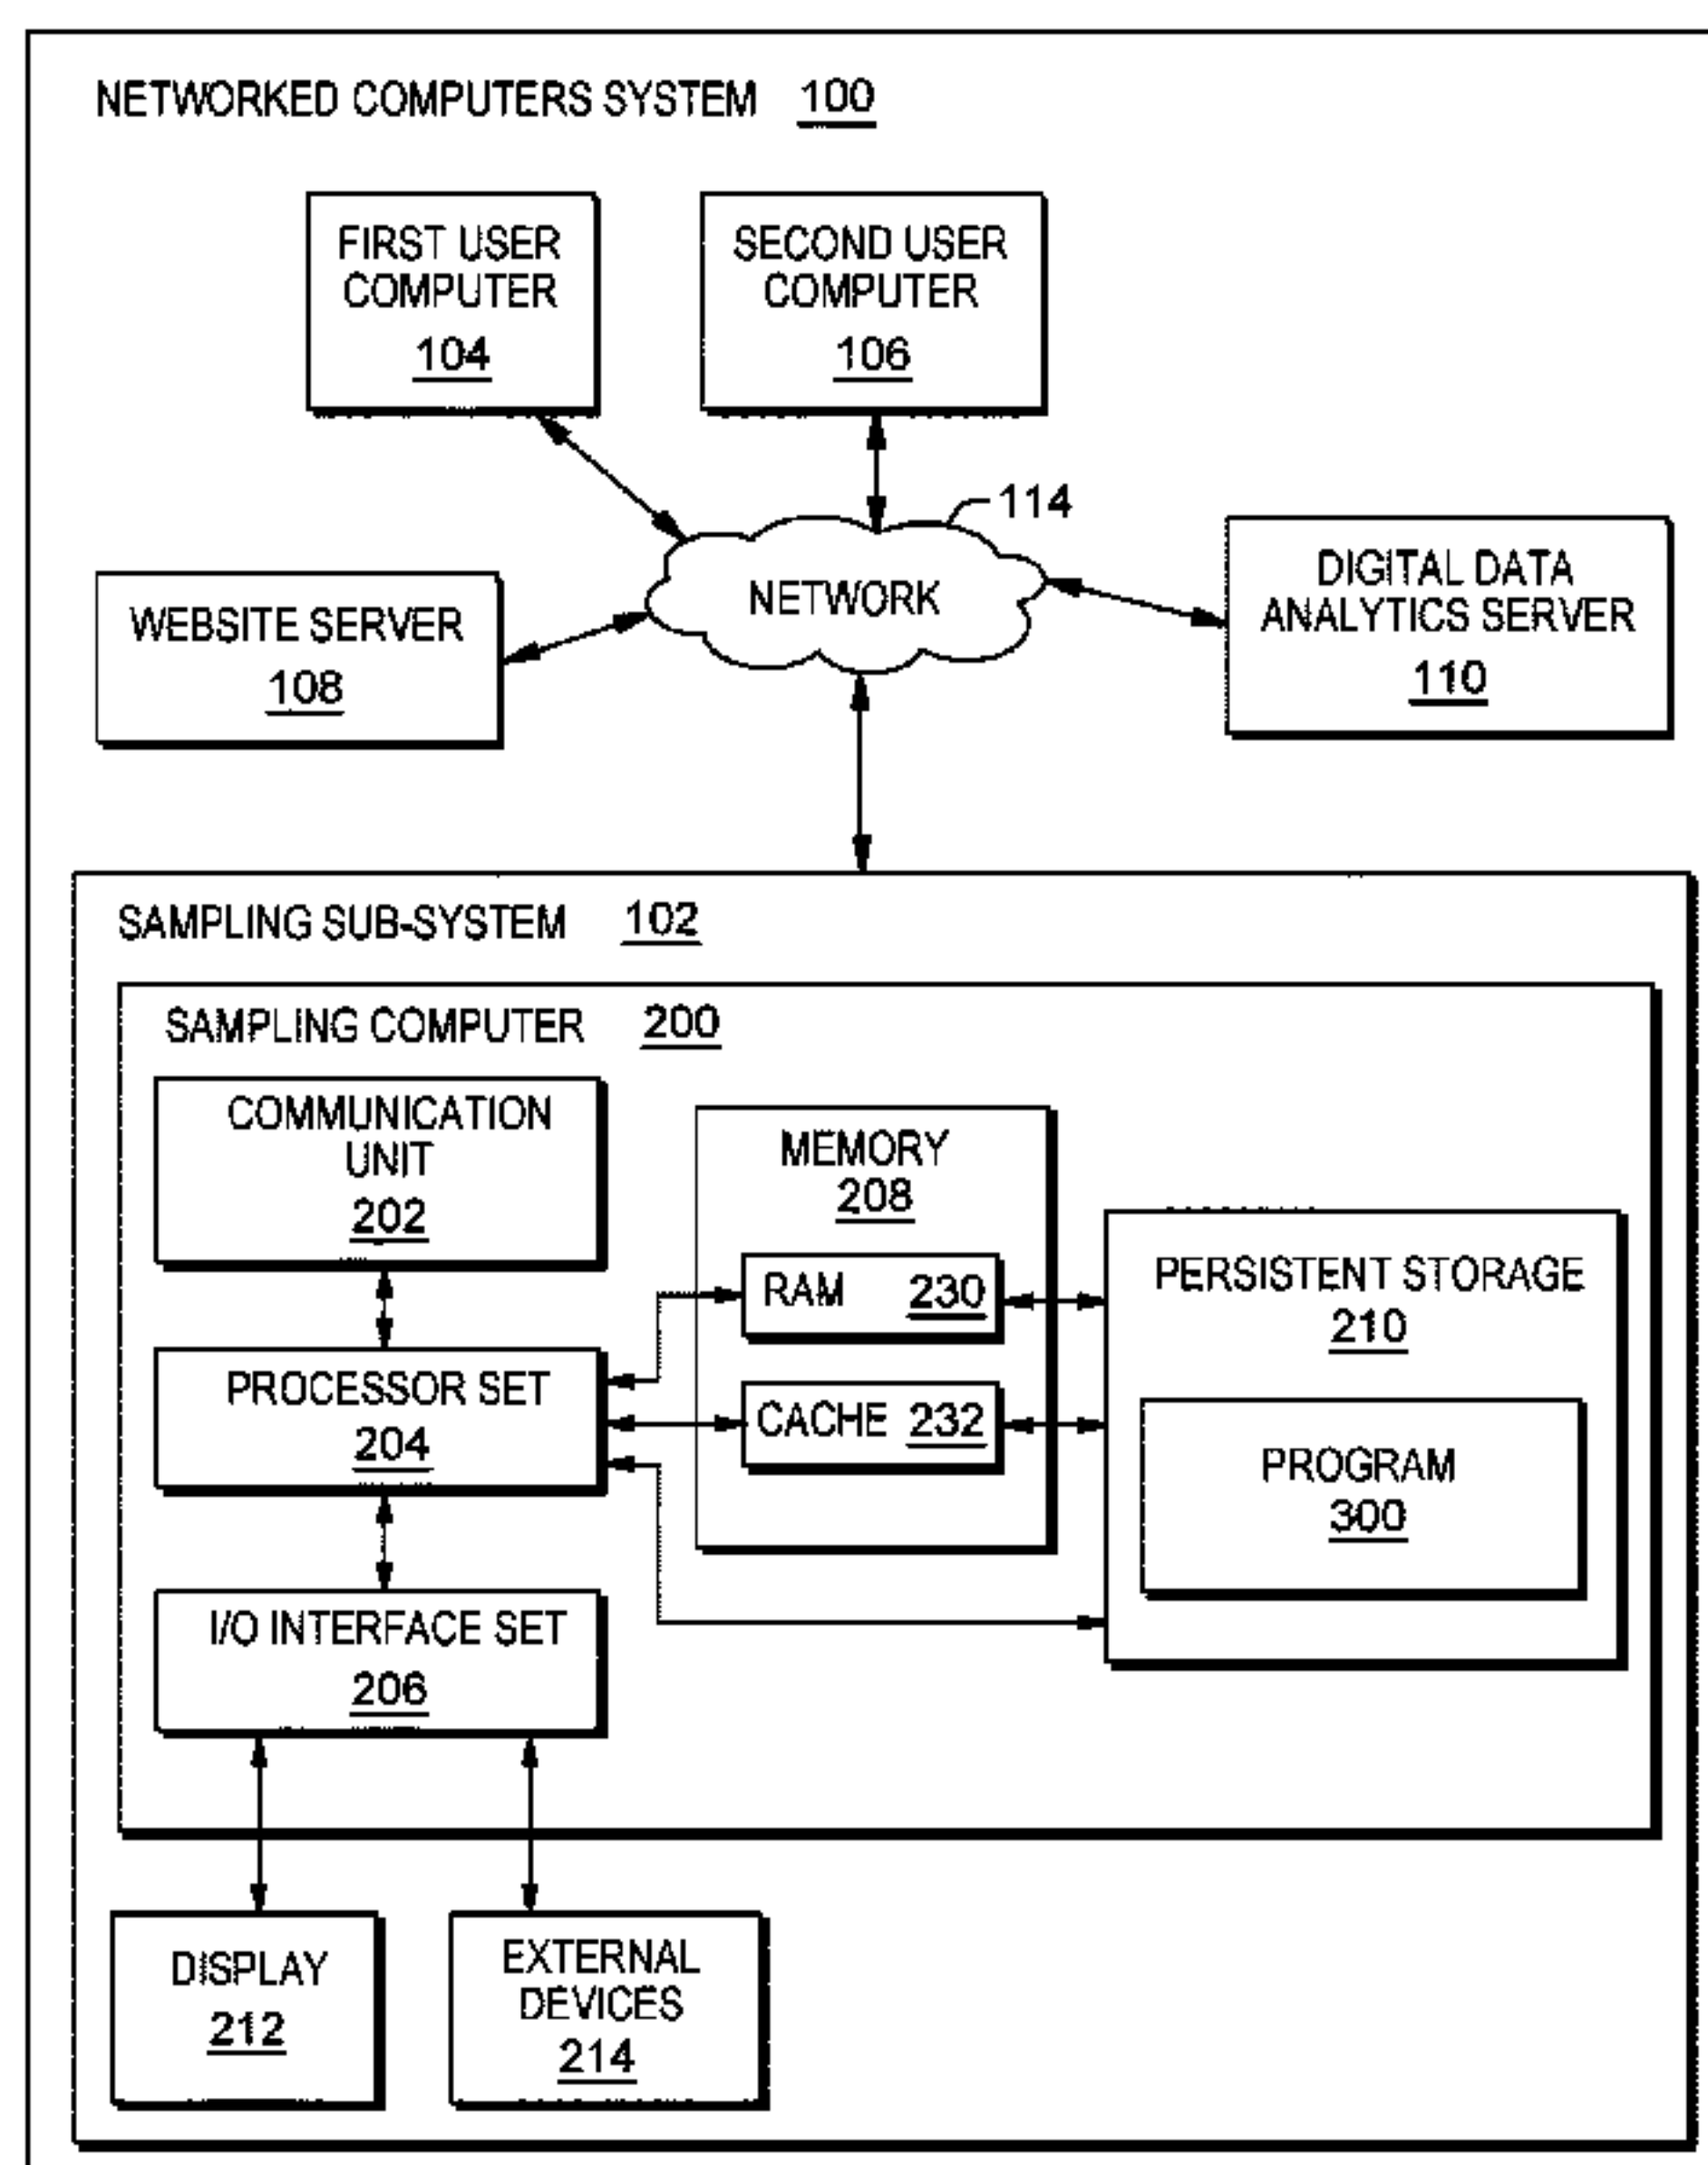 NETWORKED COMPUTERS SYSTEM 100
FIRST USER
COMPUTER
104
SECOND USER
COMPUTER
106
114
NETWORK
WEBSITE SERVER
108
DIGITAL DATA
ANALYTICS SERVER
110
SAMPLING SUB-SYSTEM 102
SAMPLING COMPUTER 200
COMMUNICATION
UNIT
202
MEMORY
208
RAM 230
CACHE 232
PERSISTENT STORAGE
210
PROGRAM
300
PROCESSOR SET
204
I/O INTERFACE SET
206
DISPLAY
212
EXTERNAL
DEVICES
214